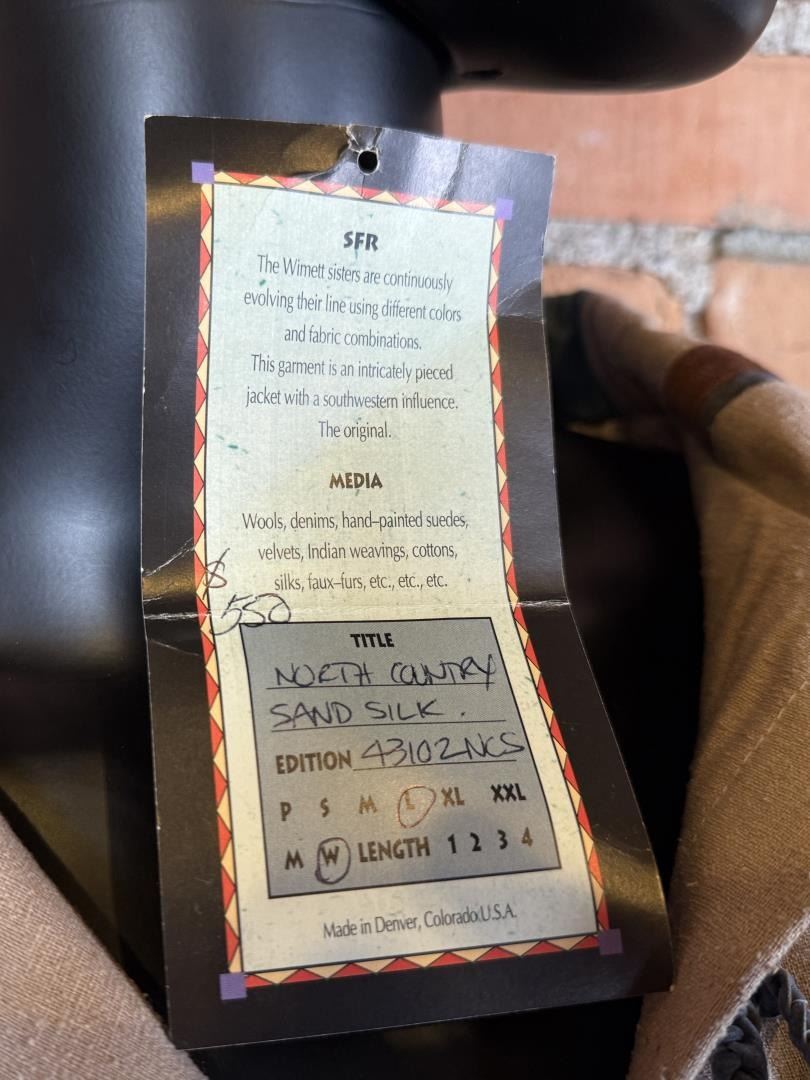 SFR
The Wimett sisters are continuously
evolving their line using different colors
and fabric combinations.
This garment is an intricately pieced
jacket with a southwestern influence.
The original.
MEDIA
Wools, denims, hand-painted suedes,
velvets, Indian weavings, cottons,
silks, faux-furs, etc., etc., etc.
$
550
TITLE
NORTH COUNTRY
SAND SILK.
EDITION 43102NCS
P S M L XL XXL
M W LENGTH 1 2 3 4
Made in Denver, Colorado U.S.A.